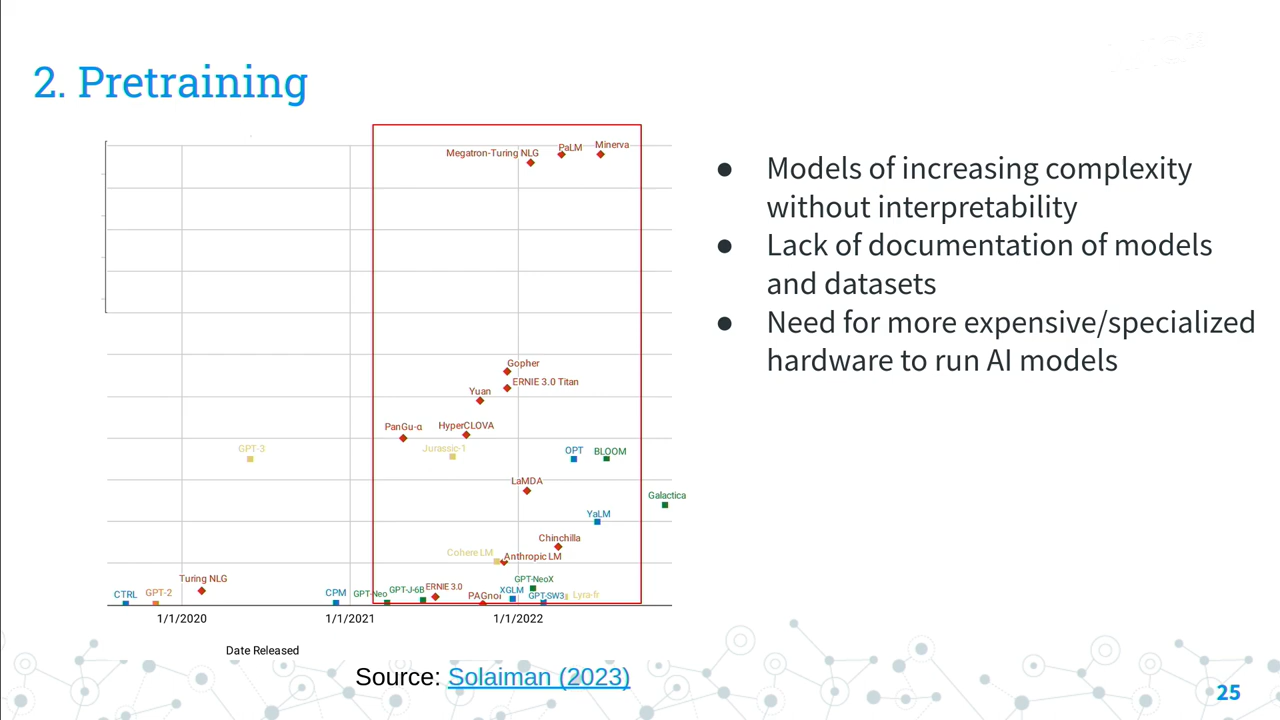 2. Pretraining
Megatron-Turing NLG
PaLM
Minerva
Gopher
ERNIE 3.0 Titan
Yuan
PanGu-α
HyperCLOVA
GPT-3
Jurassic-1
OPT
BLOOM
LaMDA
Galactica
YaLM
Chinchilla
Cohere LM
Anthropic LM
Turing NLG
GPT-NeoX
CTRL
GPT-2
CPM
GPT-Neo
GPT-J-6B
ERNIE 3.0
PAGnol
XGLM
GPT-SW3
Lyra-fr
1/1/2020
1/1/2021
1/1/2022
Date Released
Source: Solaiman (2023)
● Models of increasing complexity
without interpretability
● Lack of documentation of models
and datasets
● Need for more expensive/specialized
hardware to run AI models
25